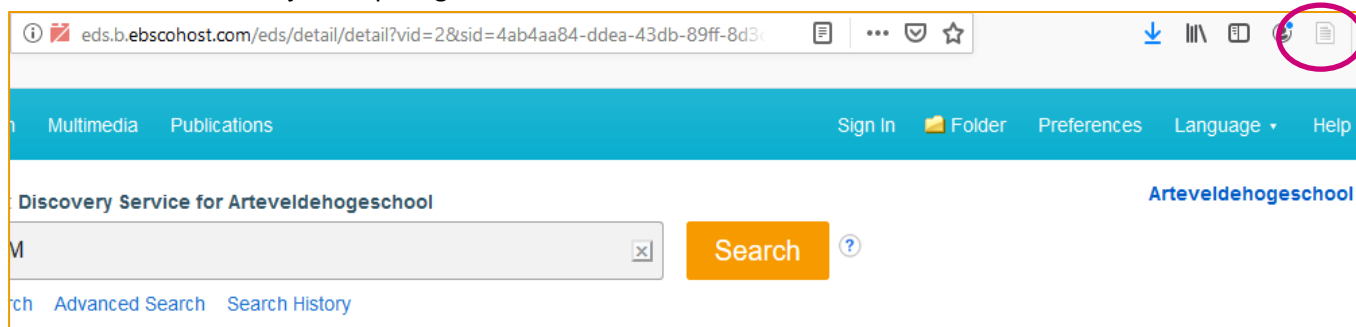 eds.b.ebscohost.com/eds/detail/detail?vid=2&sid=4ab4aa84-ddea-43db-89ff-8d3
Multimedia Publications Sign In Folder Preferences Language Help
Discovery Service for Arteveldehogeschool Arteveldehogeschool
M Search ?
rch Advanced Search Search History